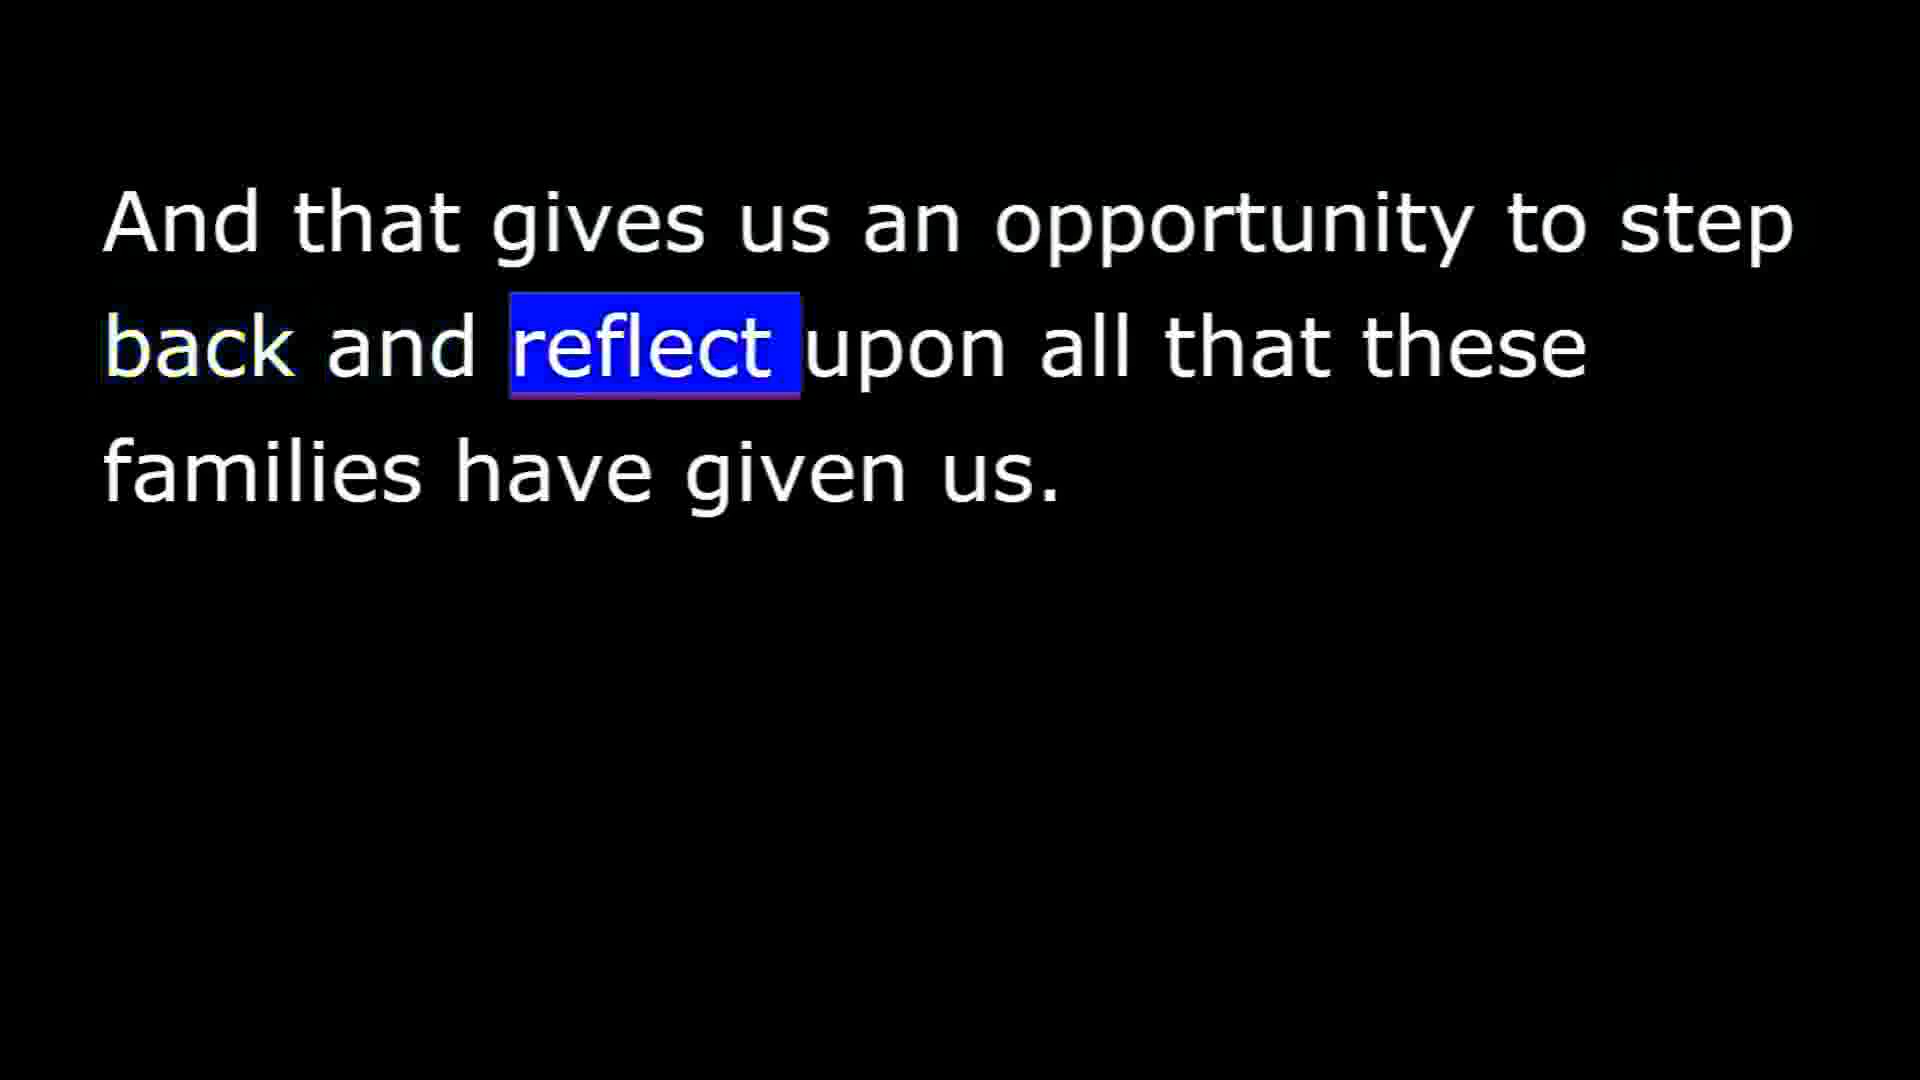 And that gives us an opportunity to step
back and reflect upon all that these
families have given us.